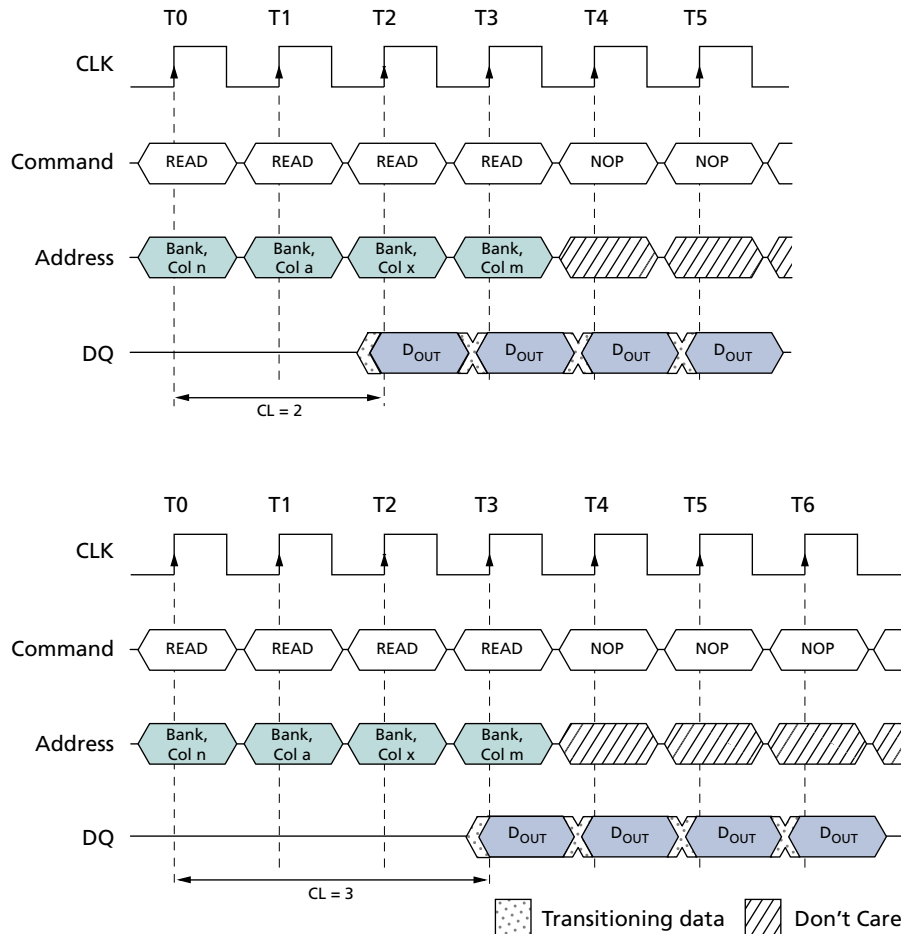 T0 T1 T2 T3 T4 T5
CLK
Command READ READ READ READ NOP NOP
Address Bank, Col n Bank, Col a Bank, Col x Bank, Col m
DQ DOUT DOUT DOUT DOUT
CL = 2
T0 T1 T2 T3 T4 T5 T6
CLK
Command READ READ READ READ NOP NOP NOP
Address Bank, Col n Bank, Col a Bank, Col x Bank, Col m
DQ DOUT DOUT DOUT DOUT
CL = 3
Transitioning data Don't Care